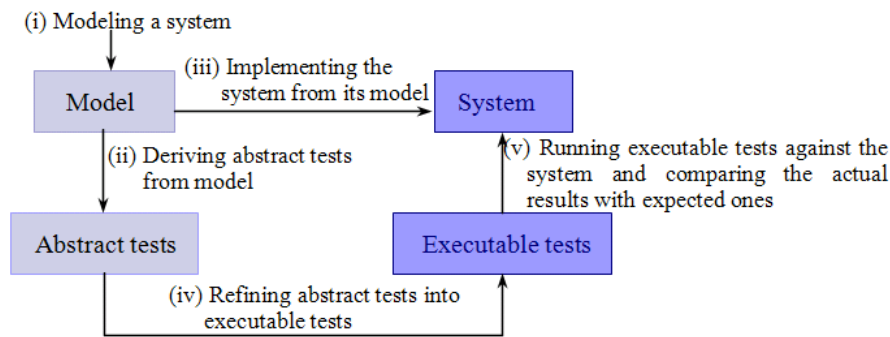 (i) Modeling a system
(iii) Implementing the
system from its model
Model
System
(ii) Deriving abstract tests
from model
(v) Running executable tests against the
system and comparing the actual
results with expected ones
Abstract tests
Executable tests
(iv) Refining abstract tests into
executable tests